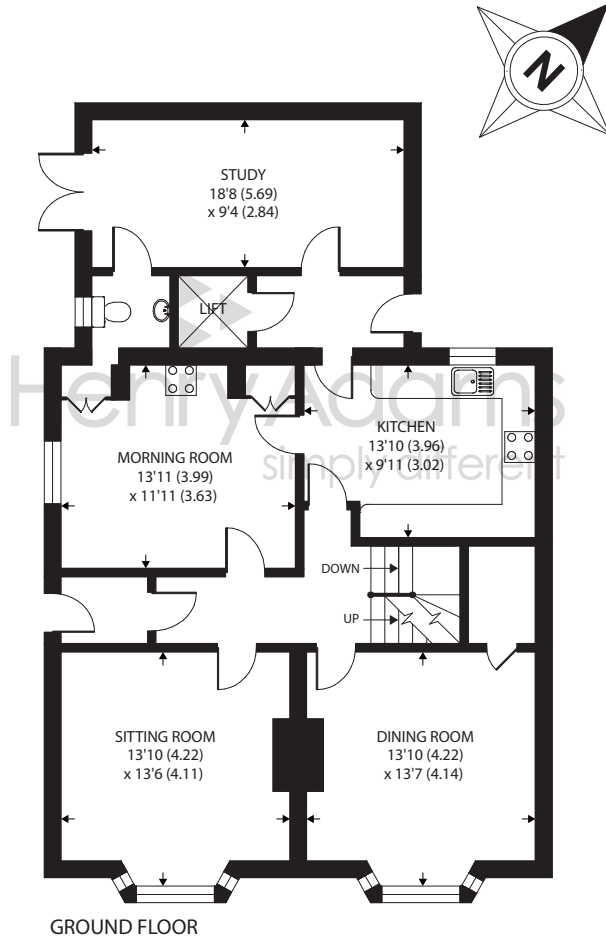 N
STUDY
18'8 (5.69)
x 9'4 (2.84)
LIFT
Henry Adams
simply different
KITCHEN
13'10 (3.96)
x 9'11 (3.02)
MORNING ROOM
13'11 (3.99)
x 11'11 (3.63)
DOWN
UP
SITTING ROOM
13'10 (4.22)
x 13'6 (4.11)
DINING ROOM
13'10 (4.22)
x 13'7 (4.14)
GROUND FLOOR